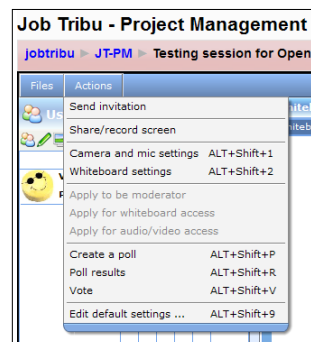 Job Tribu - Project Management
jobtribu ► JT-PM ► Testing session for Open
Files Actions
Us
Send invitation
Share/record screen
Camera and mic settings ALT+Shift+1
Whiteboard settings ALT+Shift+2
Apply to be moderator
Apply for whiteboard access
Apply for audio/video access
Create a poll ALT+Shift+P
Poll results ALT+Shift+R
Vote ALT+Shift+V
Edit default settings ... ALT+Shift+9